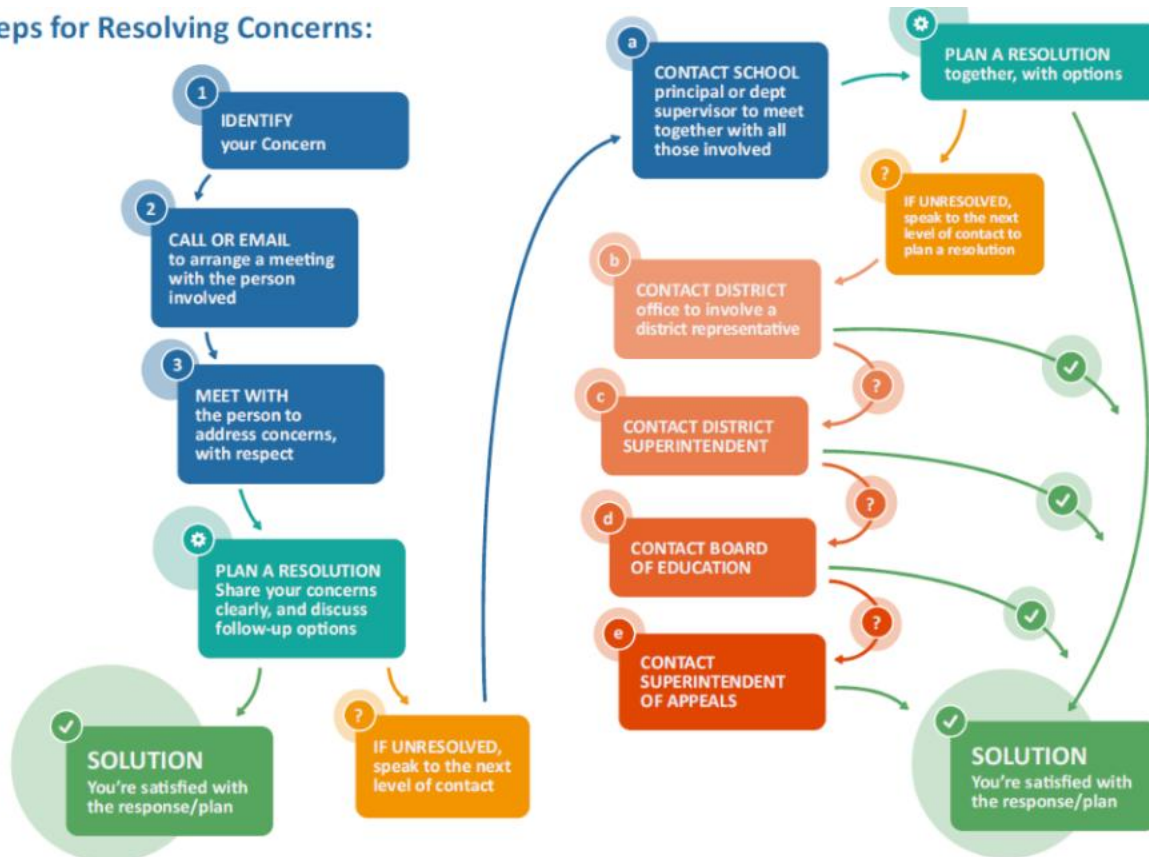 eps for Resolving Concerns:
1
IDENTIFY
your Concern
2
CALL OR EMAIL
to arrange a meeting
with the person
involved
3
MEET WITH
the person to
address concerns,
with respect
PLAN A RESOLUTION
Share your concerns
clearly, and discuss
follow-up options
SOLUTION
You're satisfied with
the response/plan
?
IF UNRESOLVED,
speak to the next
level of contact
a
CONTACT SCHOOL
principal or dept
supervisor to meet
together with all
those involved
PLAN A RESOLUTION
together, with options
?
IF UNRESOLVED,
speak to the next
level of contact to
plan a resolution
b
CONTACT DISTRICT
office to involve a
district representative
?
c
CONTACT DISTRICT
SUPERINTENDENT
?
d
CONTACT BOARD
OF EDUCATION
?
e
CONTACT
SUPERINTENDENT
OF APPEALS
SOLUTION
You're satisfied with
the response/plan